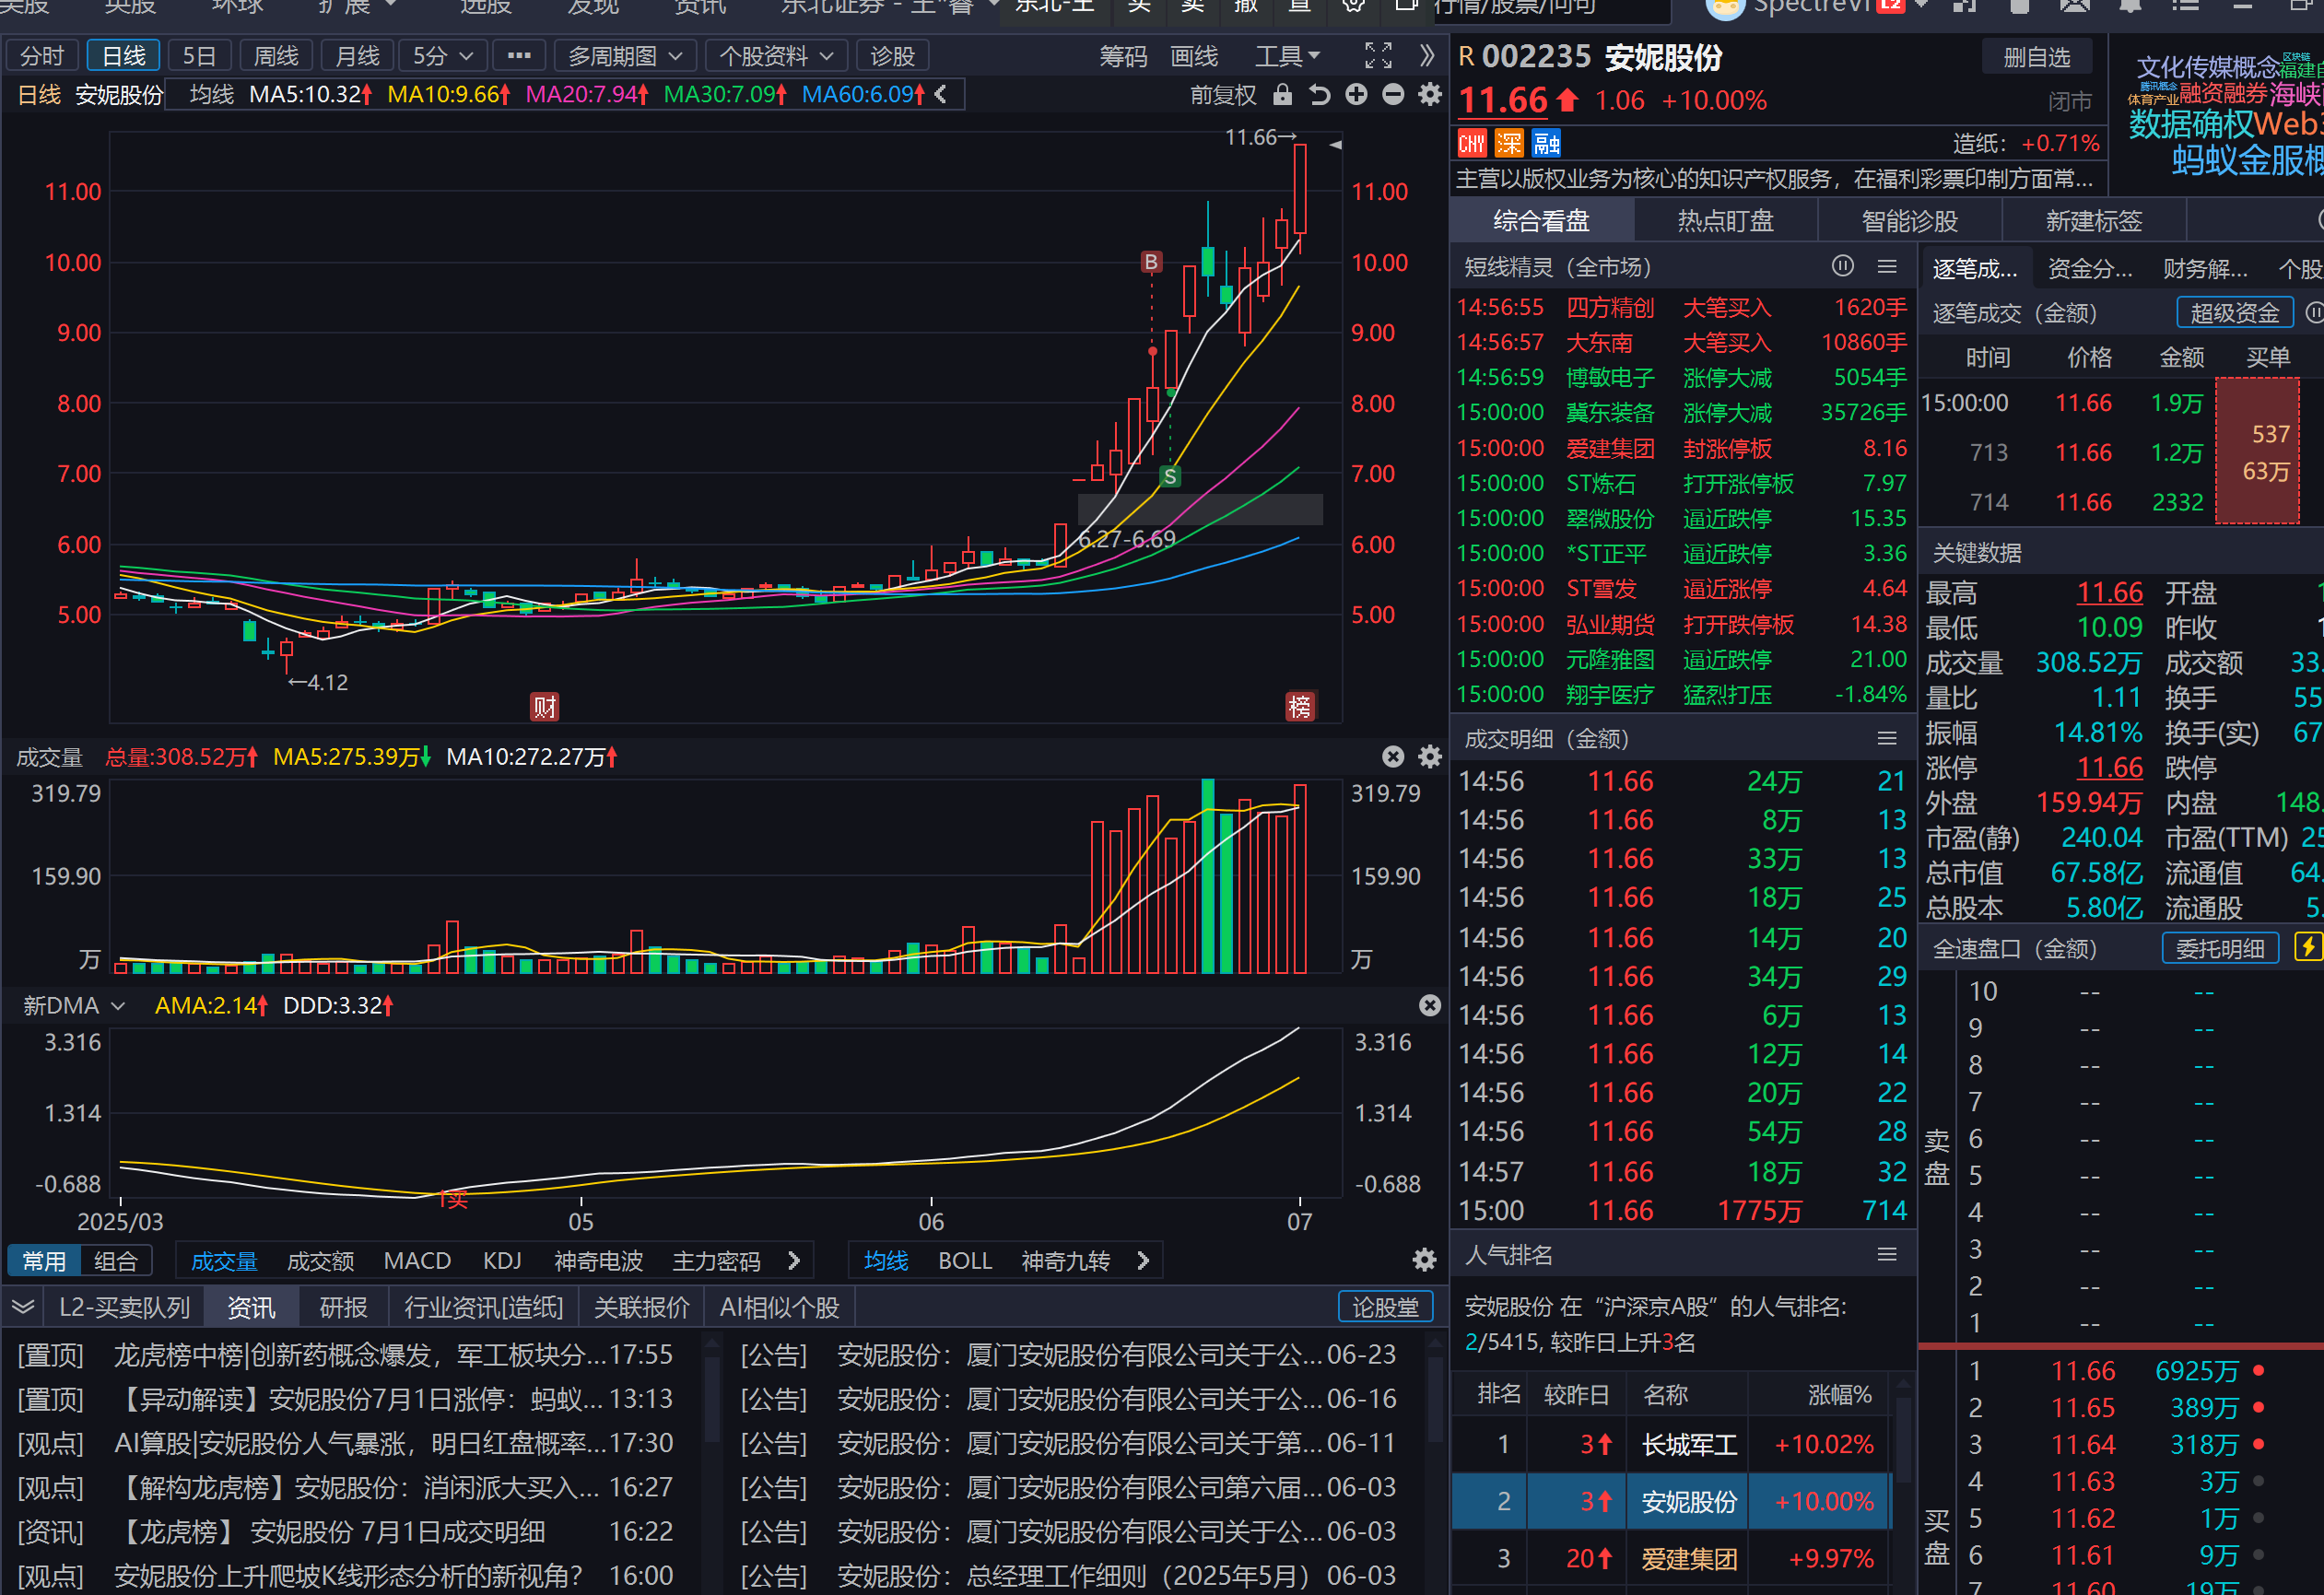 美股 英股 环球 扩展 选股 发现 资讯 东北证券 - 王*睿 东北-王 买 卖 撤 置 行情/股票/问句 SpectreVI L2
分时 日线 5日 周线 月线 5分 ··· 多周期图 个股资料 诊股 筹码 画线 工具
日线 安妮股份 均线 MA5:10.32↑ MA10:9.66↑ MA20:7.94↑ MA30:7.09↑ MA60:6.09↑ 前复权
11.66→
11.00 11.00
10.00 10.00
B
9.00 9.00
8.00 8.00
7.00 7.00
S
6.27-6.69
6.00 6.00
5.00 5.00
←4.12
财 榜
成交量 总量:308.52万↑ MA5:275.39万↓ MA10:272.27万↑
319.79 319.79
159.90 159.90
万 万
新DMA AMA:2.14↑ DDD:3.32↑
3.316 3.316
1.314 1.314
-0.688 -0.688
↑买
2025/03 05 06 07
常用 组合 成交量 成交额 MACD KDJ 神奇电波 主力密码 均线 BOLL 神奇九转
L2-买卖队列 资讯 研报 行业资讯[造纸] 关联报价 AI相似个股 论股堂
[置顶] 龙虎榜中榜|创新药概念爆发，军工板块分...17:55
[置顶] 【异动解读】安妮股份7月1日涨停：蚂蚁...13:13
[观点] AI算股|安妮股份人气暴涨，明日红盘概率...17:30
[观点] 【解构龙虎榜】安妮股份：消闲派大买入... 16:27
[资讯] 【龙虎榜】 安妮股份 7月1日成交明细 16:22
[观点] 安妮股份上升爬坡K线形态分析的新视角？ 16:00
[公告] 安妮股份：厦门安妮股份有限公司关于公...06-23
[公告] 安妮股份：厦门安妮股份有限公司关于公...06-16
[公告] 安妮股份：厦门安妮股份有限公司关于第...06-11
[公告] 安妮股份：厦门安妮股份有限公司第六届...06-03
[公告] 安妮股份：厦门安妮股份有限公司关于公...06-03
[公告] 安妮股份：总经理工作细则（2025年5月） 06-03
R 002235 安妮股份 删自选
11.66 ↑ 1.06 +10.00% 闭市
CNY 深 融 造纸：+0.71%
主营以版权业务为核心的知识产权服务，在福利彩票印制方面常...
区块链
文化传媒概念 福建自
腾讯概念
体育产业 融资融券 海峡
数据确权 Web3
蚂蚁金服概
综合看盘 热点盯盘 智能诊股 新建标签
短线精灵（全市场）
14:56:55 四方精创 大笔买入 1620手
14:56:57 大东南 大笔买入 10860手
14:56:59 博敏电子 涨停大减 5054手
15:00:00 冀东装备 涨停大减 35726手
15:00:00 爱建集团 封涨停板 8.16
15:00:00 ST炼石 打开涨停板 7.97
15:00:00 翠微股份 逼近跌停 15.35
15:00:00 *ST正平 逼近跌停 3.36
15:00:00 ST雪发 逼近涨停 4.64
15:00:00 弘业期货 打开跌停板 14.38
15:00:00 元隆雅图 逼近跌停 21.00
15:00:00 翔宇医疗 猛烈打压 -1.84%
成交明细（金额）
14:56 11.66 24万 21
14:56 11.66 8万 13
14:56 11.66 33万 13
14:56 11.66 18万 25
14:56 11.66 14万 20
14:56 11.66 34万 29
14:56 11.66 6万 13
14:56 11.66 12万 14
14:56 11.66 20万 22
14:56 11.66 54万 28
14:57 11.66 18万 32
15:00 11.66 1775万 714
人气排名
安妮股份 在“沪深京A股”的人气排名:
2/5415, 较昨日上升3名
排名 较昨日 名称 涨幅%
1 3↑ 长城军工 +10.02%
2 3↑ 安妮股份 +10.00%
3 20↑ 爱建集团 +9.97%
逐笔成... 资金分... 财务解... 个股
逐笔成交（金额） 超级资金
时间 价格 金额 买单
15:00:00 11.66 1.9万
713 11.66 1.2万
714 11.66 2332
537
63万
关键数据
最高 11.66 开盘 1
最低 10.09 昨收 1
成交量 308.52万 成交额 33.
量比 1.11 换手 55
振幅 14.81% 换手(实) 67
涨停 11.66 跌停
外盘 159.94万 内盘 148.
市盈(静) 240.04 市盈(TTM) 25
总市值 67.58亿 流通值 64.
总股本 5.80亿 流通股 5.
全速盘口（金额） 委托明细
卖盘
10 -- --
9 -- --
8 -- --
7 -- --
6 -- --
5 -- --
4 -- --
3 -- --
2 -- --
1 -- --
买盘
1 11.66 6925万
2 11.65 389万
3 11.64 318万
4 11.63 3万
5 11.62 1万
6 11.61 9万
7 11.60 19万